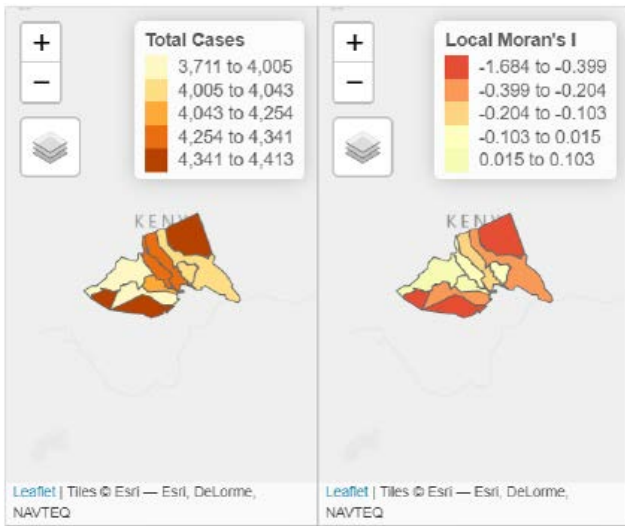 +
−
Total Cases
3,711 to 4,005
4,005 to 4,043
4,043 to 4,254
4,254 to 4,341
4,341 to 4,413
KENY
Leaflet | Tiles © Esri — Esri, DeLorme,
NAVTEQ
+
−
Local Moran's I
-1.684 to -0.399
-0.399 to -0.204
-0.204 to -0.103
-0.103 to 0.015
0.015 to 0.103
KENY
Leaflet | Tiles © Esri — Esri, DeLorme,
NAVTEQ